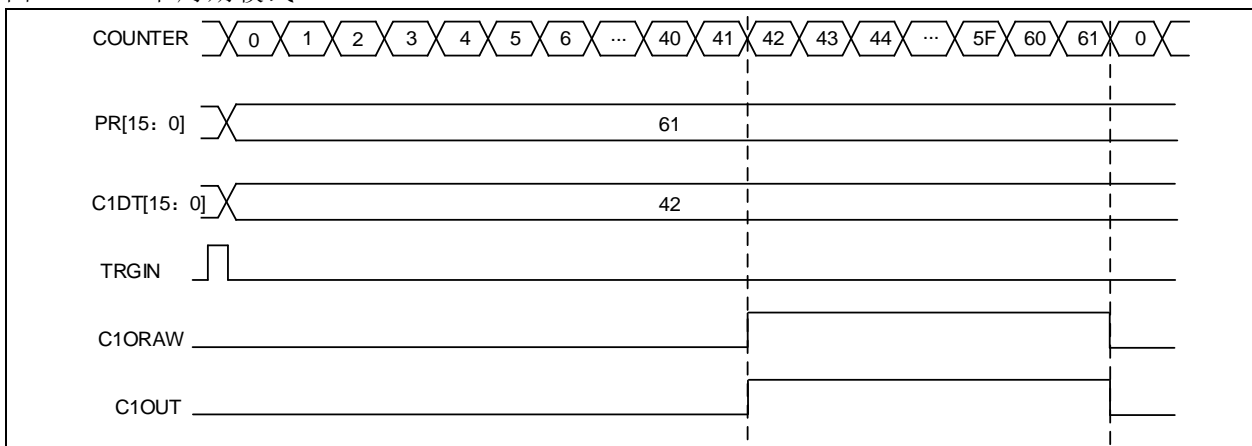 COUNTER 0 1 2 3 4 5 6 ... 40 41 42 43 44 ... 5F 60 61 0
PR[15：0] 61
C1DT[15：0] 42
TRGIN
C1ORAW
C1OUT